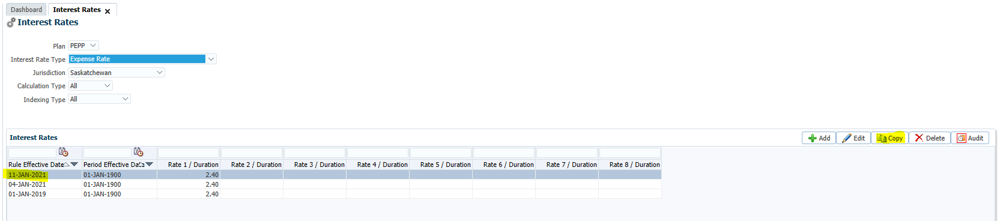 Dashboard Interest Rates
Interest Rates
Plan PEPP
Interest Rate Type Expense Rate
Jurisdiction Saskatchewan
Calculation Type All
Indexing Type All
Interest Rates Add Edit Copy Delete Audit
Rule Effective Date Period Effective Date Rate 1 / Duration Rate 2 / Duration Rate 3 / Duration Rate 4 / Duration Rate 5 / Duration Rate 6 / Duration Rate 7 / Duration Rate 8 / Duration
11-JAN-2021 01-JAN-1900 2.40
04-JAN-2021 01-JAN-1900 2.40
01-JAN-2019 01-JAN-1900 2.40